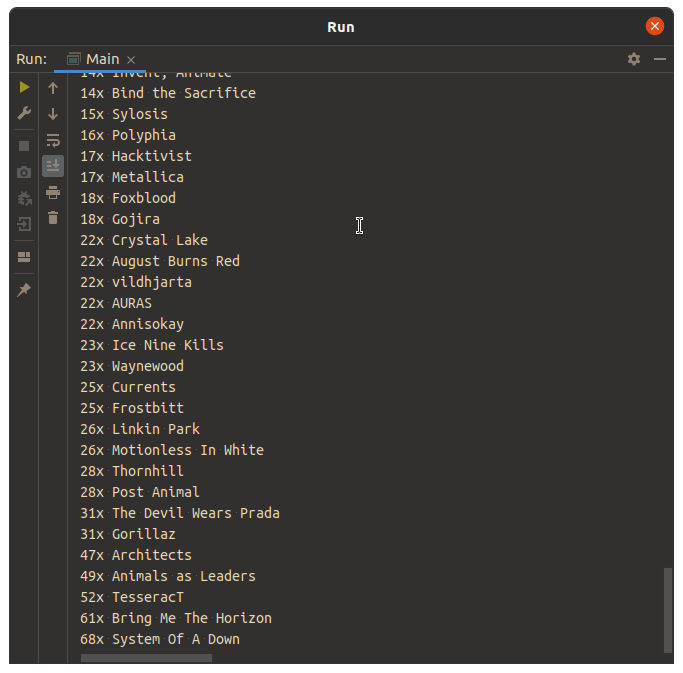 Run
Run: Main
14x Invent, Animate
14x Bind the Sacrifice
15x Sylosis
16x Polyphia
17x Hacktivist
17x Metallica
18x Foxblood
18x Gojira
22x Crystal Lake
22x August Burns Red
22x vildhjarta
22x AURAS
22x Annisokay
23x Ice Nine Kills
23x Waynewood
25x Currents
25x Frostbitt
26x Linkin Park
26x Motionless In White
28x Thornhill
28x Post Animal
31x The Devil Wears Prada
31x Gorillaz
47x Architects
49x Animals as Leaders
52x TesseracT
61x Bring Me The Horizon
68x System Of A Down